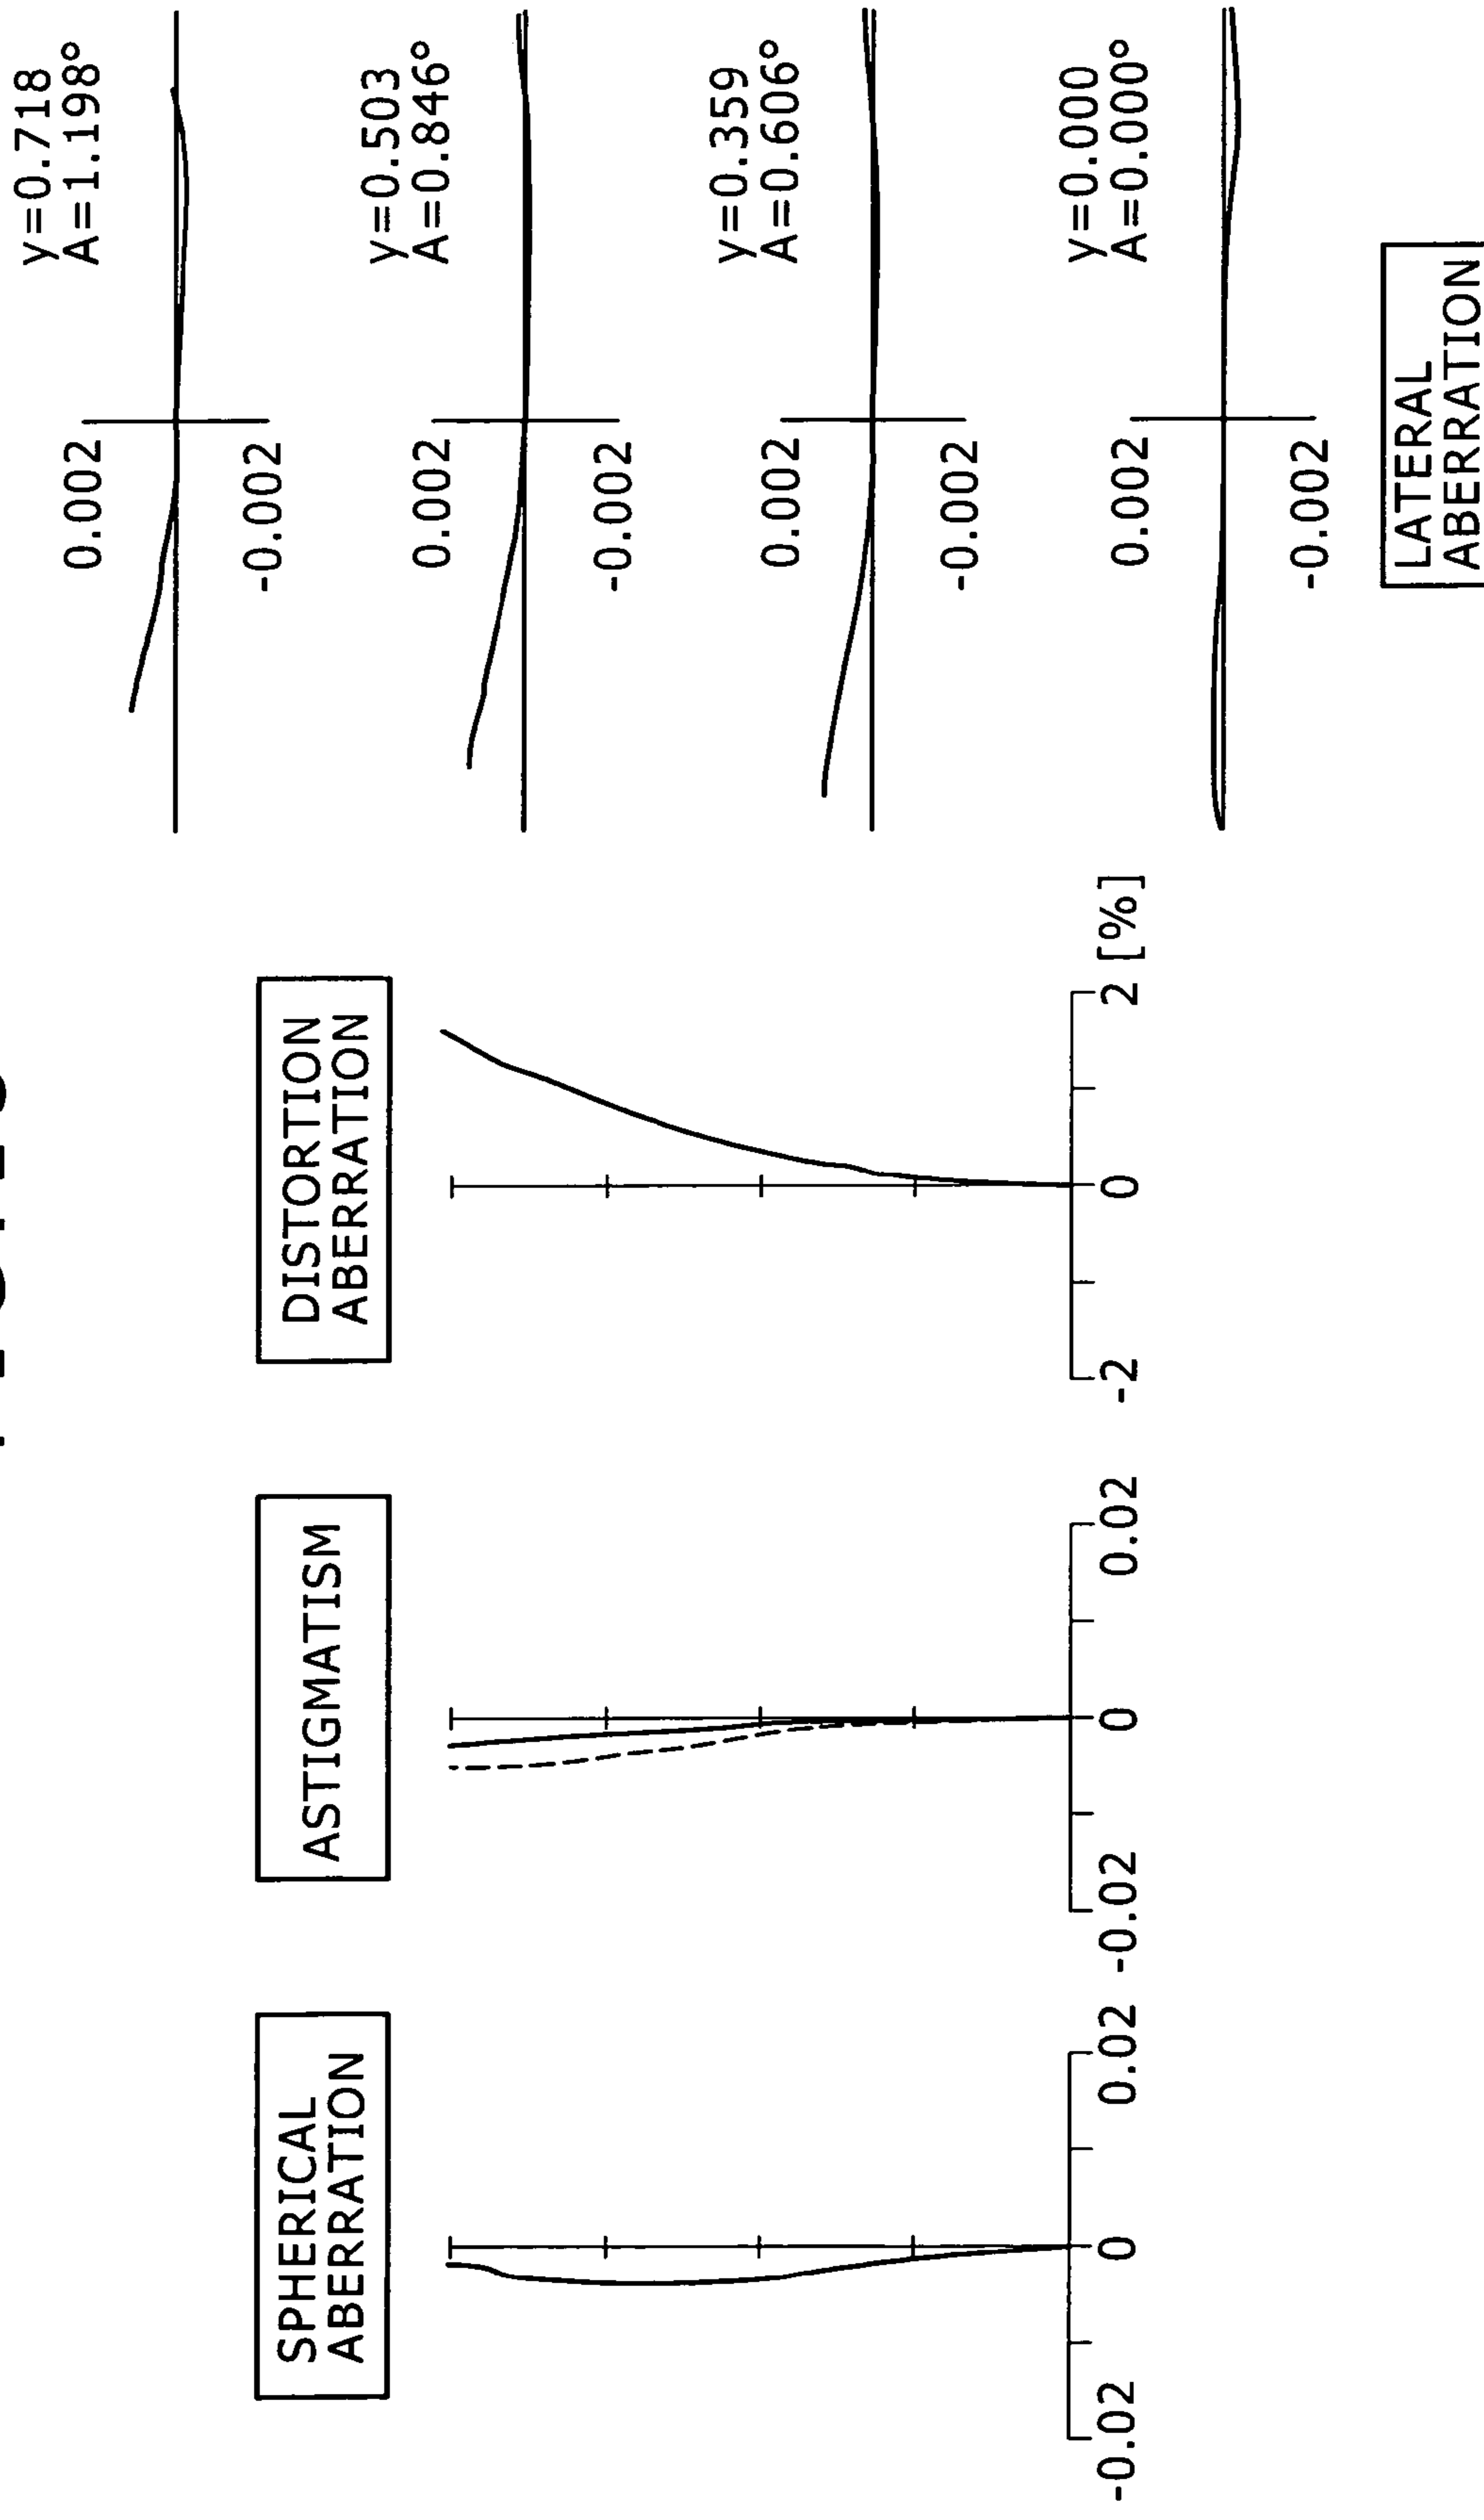 SPHERICAL
ABERRATION
-0.02
0
0.02
ASTIGMATISM
-0.02
0
0.02
DISTORTION
ABERRATION
-2
0
2 [%]
Y=0.718
A=1.198°
0.002
-0.002
Y=0.503
A=0.846°
0.002
-0.002
Y=0.359
A=0.606°
0.002
-0.002
Y=0.000
A=0.000°
0.002
-0.002
LATERAL
ABERRATION